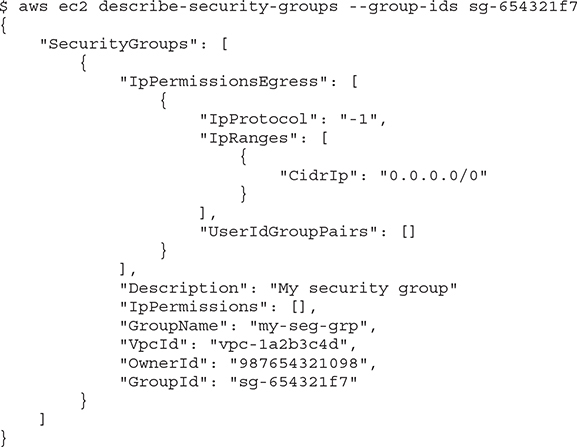 $ aws ec2 describe-security-groups --group-ids sg-654321f7
{
    "SecurityGroups": [
        {
            "IpPermissionsEgress": [
                {
                    "IpProtocol": "-1",
                    "IpRanges": [
                        {
                            "CidrIp": "0.0.0.0/0"
                        }
                    ],
                    "UserIdGroupPairs": []
                }
            ],
            "Description": "My security group"
            "IpPermissions": [],
            "GroupName": "my-seg-grp",
            "VpcId": "vpc-1a2b3c4d",
            "OwnerId": "987654321098",
            "GroupId": "sg-654321f7"
        }
    ]
}